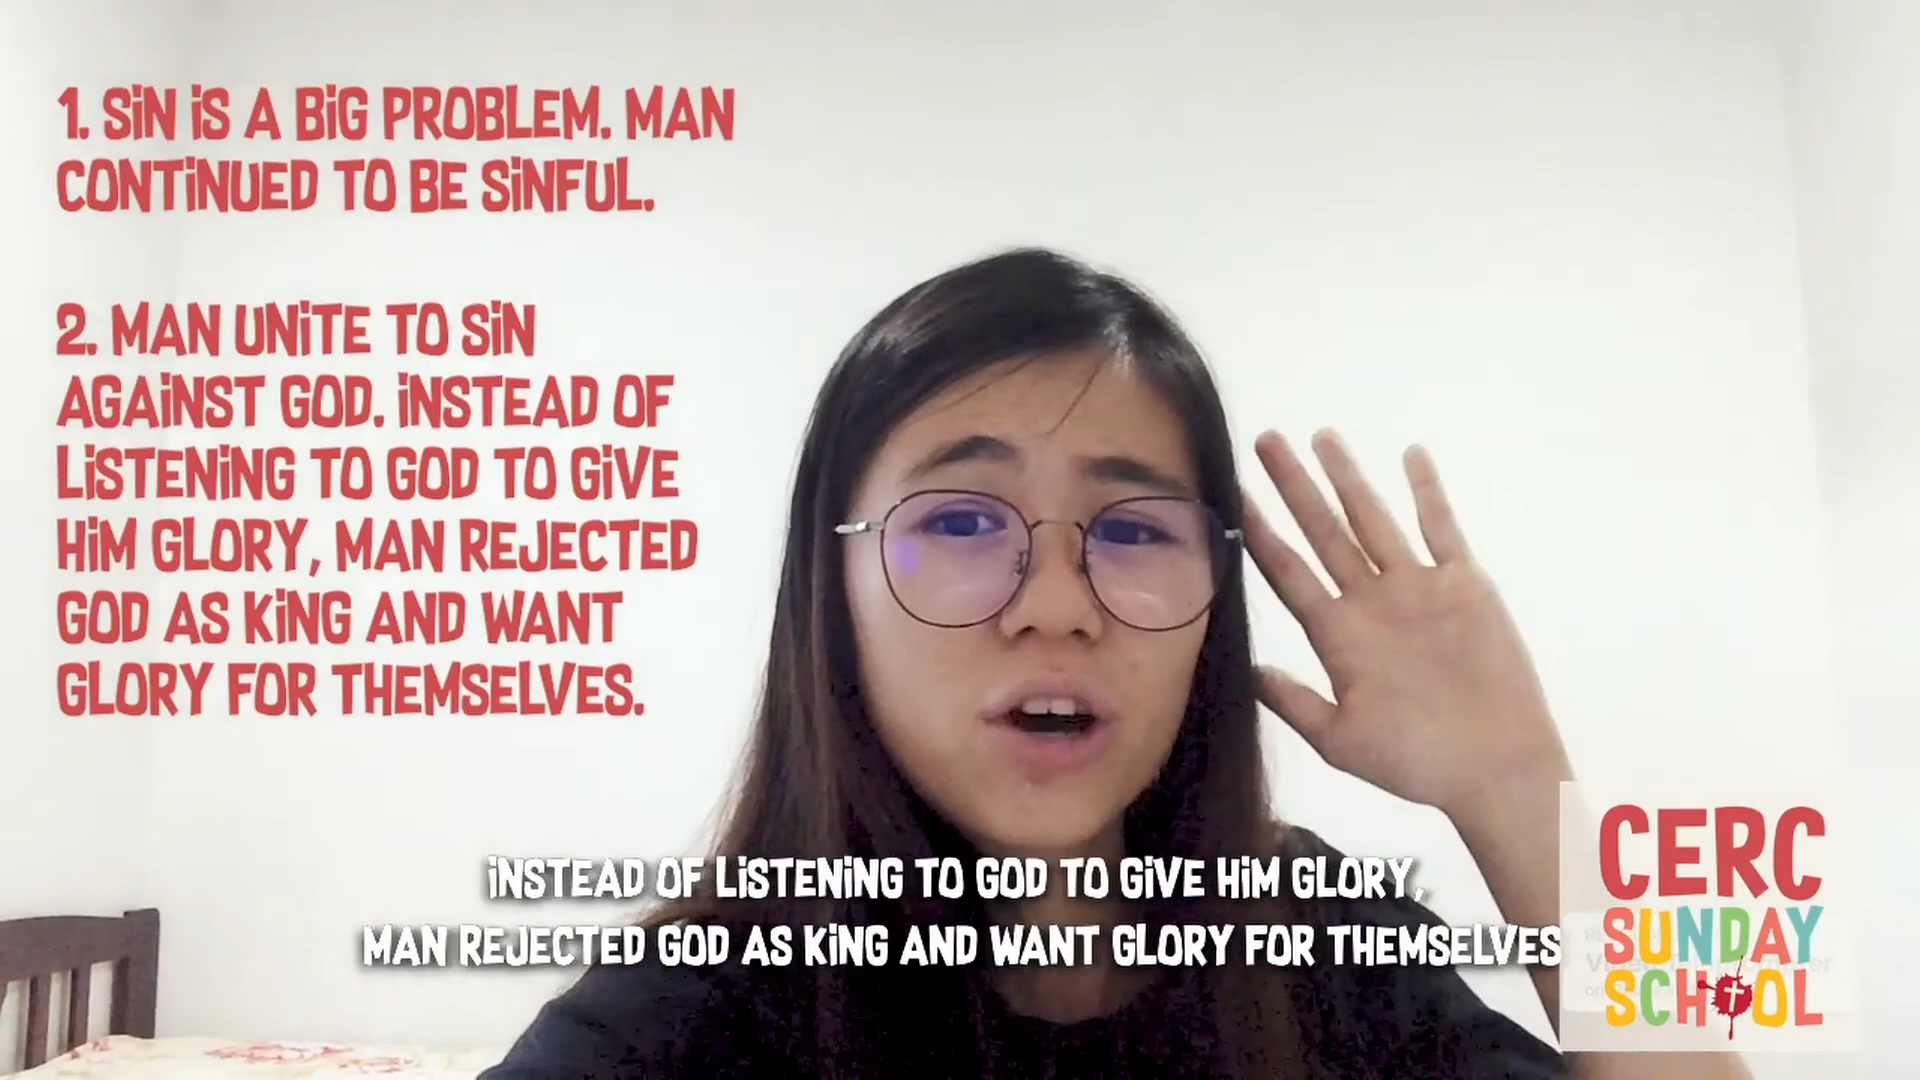 1. SiN iS A BiG PROBLEM. MAN
CONTiNUED TO BE SiNFUL.
2. MAN UNiTE TO SiN
AGAiNST GOD. iNSTEAD OF
LiSTENiNG TO GOD TO GiVE
HiM GLORY, MAN REJECTED
GOD AS KiNG AND WANT
GLORY FOR THEMSELVES.
iNSTEAD OF LiSTENiNG TO GOD TO GiVE HiM GLORY,
MAN REJECTED GOD AS KiNG AND WANT GLORY FOR THEMSELVES
CERC
SUNDAY
SCHOOL